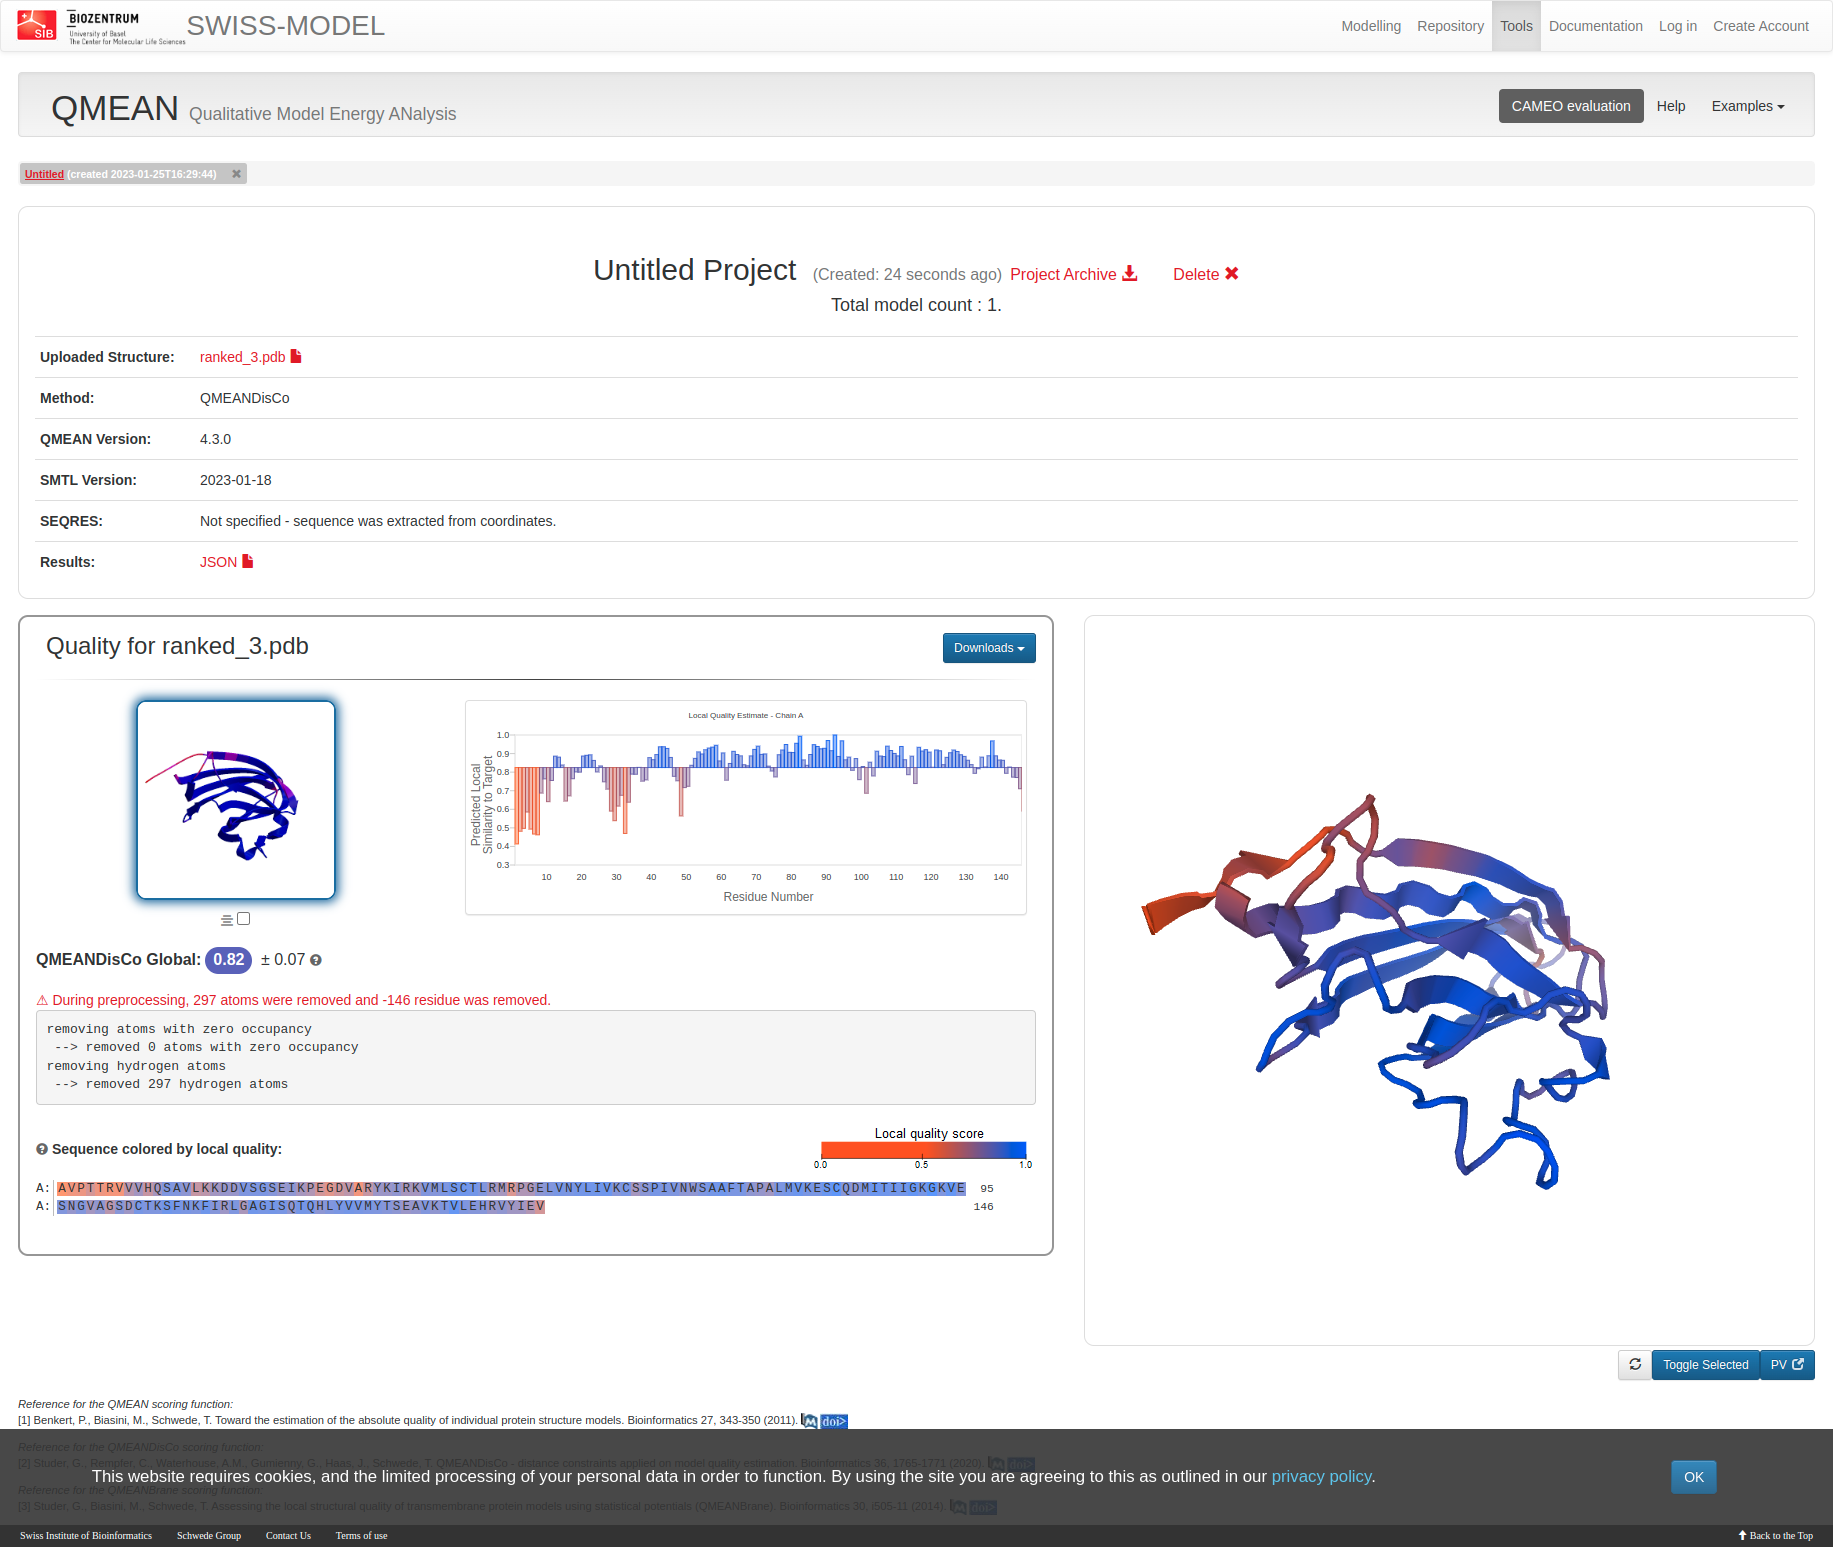 SIB
BIOZENTRUM
University of Basel
The Center for Molecular Life Sciences
SWISS-MODEL
Modelling Repository Tools Documentation Log in Create Account
QMEAN Qualitative Model Energy ANalysis
CAMEO evaluation Help Examples
Untitled (created 2023-01-25T16:29:44)
Untitled Project (Created: 24 seconds ago) Project Archive Delete
Total model count : 1.
Uploaded Structure: ranked_3.pdb
Method: QMEANDisCo
QMEAN Version: 4.3.0
SMTL Version: 2023-01-18
SEQRES: Not specified - sequence was extracted from coordinates.
Results: JSON
Quality for ranked_3.pdb
Downloads
Local Quality Estimate - Chain A
Predicted Local
Similarity to Target
1.0
0.9
0.8
0.7
0.6
0.5
0.4
0.3
10 20 30 40 50 60 70 80 90 100 110 120 130 140
Residue Number
QMEANDisCo Global: 0.82 ± 0.07
⚠ During preprocessing, 297 atoms were removed and -146 residue was removed.
removing atoms with zero occupancy
--> removed 0 atoms with zero occupancy
removing hydrogen atoms
--> removed 297 hydrogen atoms
Sequence colored by local quality:
Local quality score
0.0 0.5 1.0
A: AVPTTRVVVHQSAVLKKDDVSGSEIKPEGDVARYKIRKVMLSCTLRMRPGELVNYLIVKCSSPIVNWSAAFTAPALMVKESCQDMITIIGKGKVE 95
A: SNGVAGSDCTKSFNKFIRLGAGISQTQHLYVVMYTSEAVKTVLEHRVYIEV 146
Toggle Selected PV
Reference for the QMEAN scoring function:
[1] Benkert, P., Biasini, M., Schwede, T. Toward the estimation of the absolute quality of individual protein structure models. Bioinformatics 27, 343-350 (2011). doi>
Reference for the QMEANDisCo scoring function:
[2] Studer, G., Rempfer, C., Waterhouse, A.M., Gumienny, G., Haas, J., Schwede, T. QMEANDisCo - distance constraints applied on model quality estimation. Bioinformatics 36, 1765-1771 (2020). doi>
This website requires cookies, and the limited processing of your personal data in order to function. By using the site you are agreeing to this as outlined in our privacy policy.
OK
Reference for the QMEANBrane scoring function:
[3] Studer, G., Biasini, M., Schwede, T. Assessing the local structural quality of transmembrane protein models using statistical potentials (QMEANBrane). Bioinformatics 30, i505-11 (2014). doi>
Swiss Institute of Bioinformatics Schwede Group Contact Us Terms of use
Back to the Top